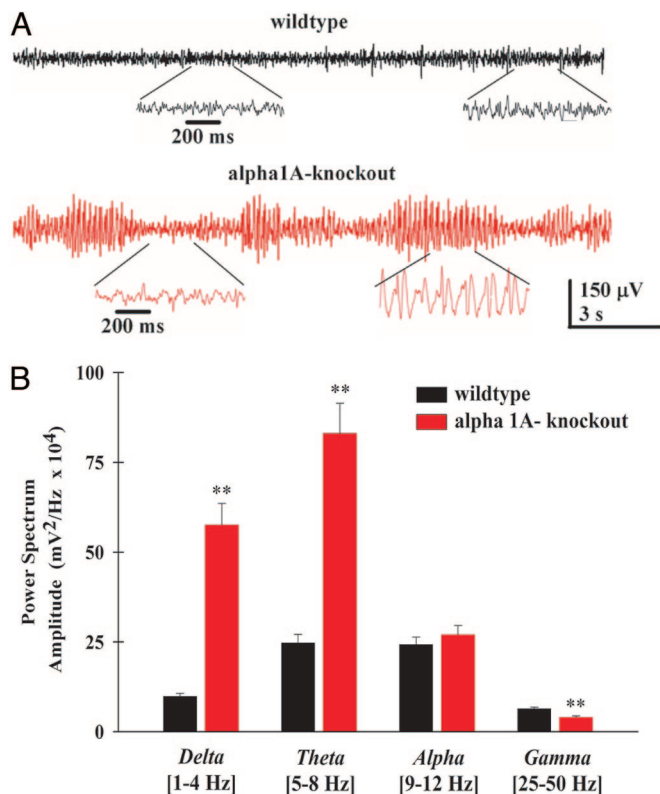 A
wildtype
200 ms
alpha1A-knockout
200 ms
150 µV
3 s
B
100
75
50
25
0
Power Spectrum
Amplitude (mV²/Hz x 10⁴)
**
**
**
wildtype
alpha 1A- knockout
Delta
[1-4 Hz]
Theta
[5-8 Hz]
Alpha
[9-12 Hz]
Gamma
[25-50 Hz]